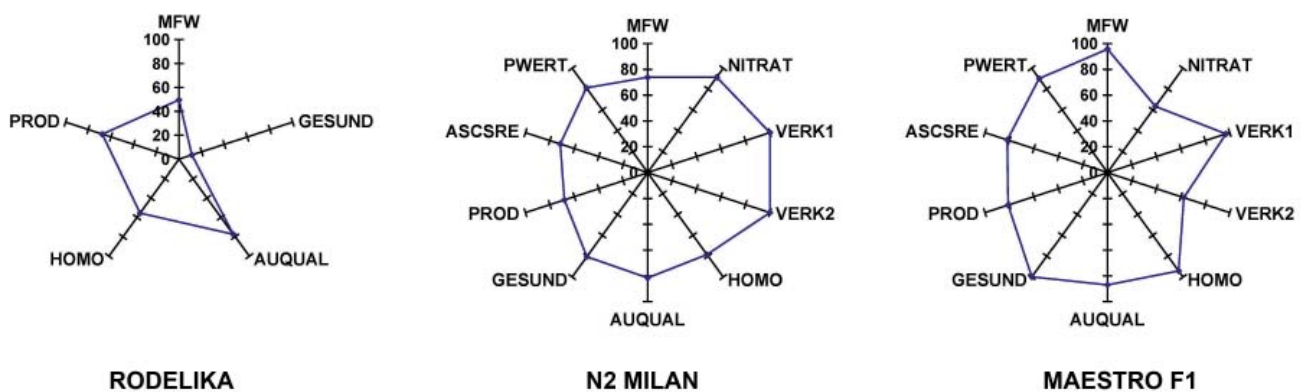 MFW
100
80
60
40
20
0
PROD
GESUND
HOMO
AUQUAL
RODELIKA
MFW
100
80
60
40
20
0
PWERT
NITRAT
ASCSRE
VERK1
PROD
VERK2
GESUND
HOMO
AUQUAL
N2 MILAN
MFW
100
80
60
40
20
0
PWERT
NITRAT
ASCSRE
VERK1
PROD
VERK2
GESUND
HOMO
AUQUAL
MAESTRO F1